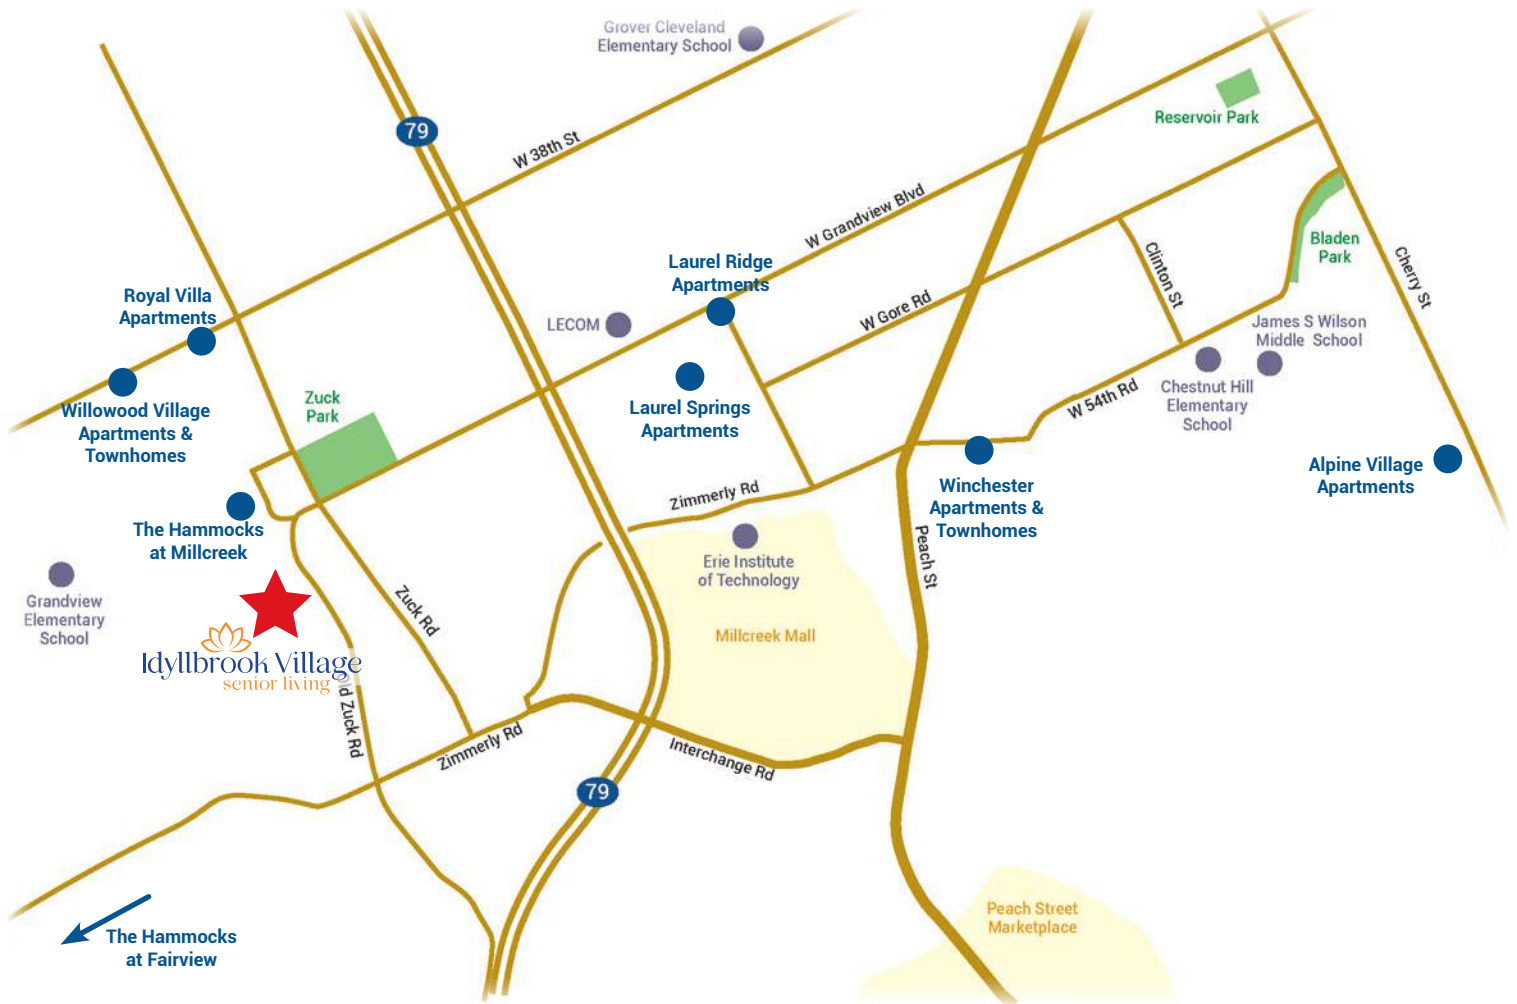 Grover Cleveland
Elementary School
79
W 38th St
Reservoir Park
W Grandview Blvd
Laurel Ridge
Apartments
Clinton St
Bladen
Park
Cherry St
Royal Villa
Apartments
LECOM
W Gore Rd
James S Wilson
Middle School
Willowood Village
Apartments &
Townhomes
Zuck
Park
Laurel Springs
Apartments
W 54th Rd
Chestnut Hill
Elementary
School
Alpine Village
Apartments
Zimmerly Rd
Winchester
Apartments &
Townhomes
The Hammocks
at Millcreek
Erie Institute
of Technology
Peach St
Grandview
Elementary
School
Zuck Rd
Millcreek Mall
Idyllbrook Village
senior living
Old Zuck Rd
Zimmerly Rd
Interchange Rd
79
Peach Street
Marketplace
The Hammocks
at Fairview